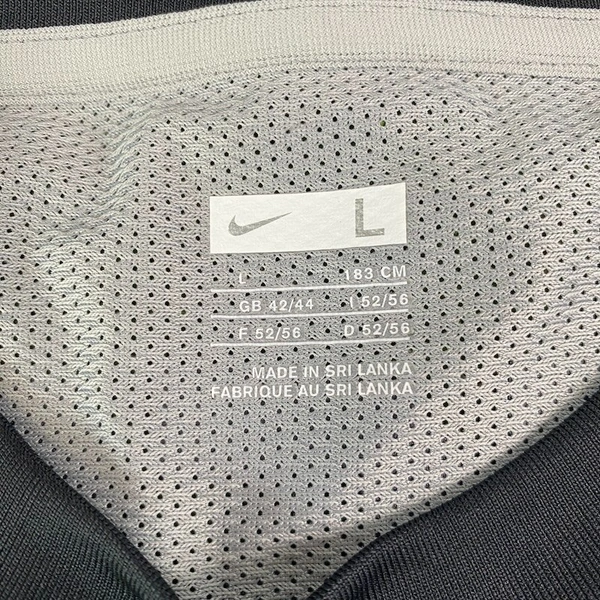 L
L 183 CM
GB 42/44 I 52/56
F 52/56 D 52/56
MADE IN SRI LANKA
FABRIQUE AU SRI LANKA